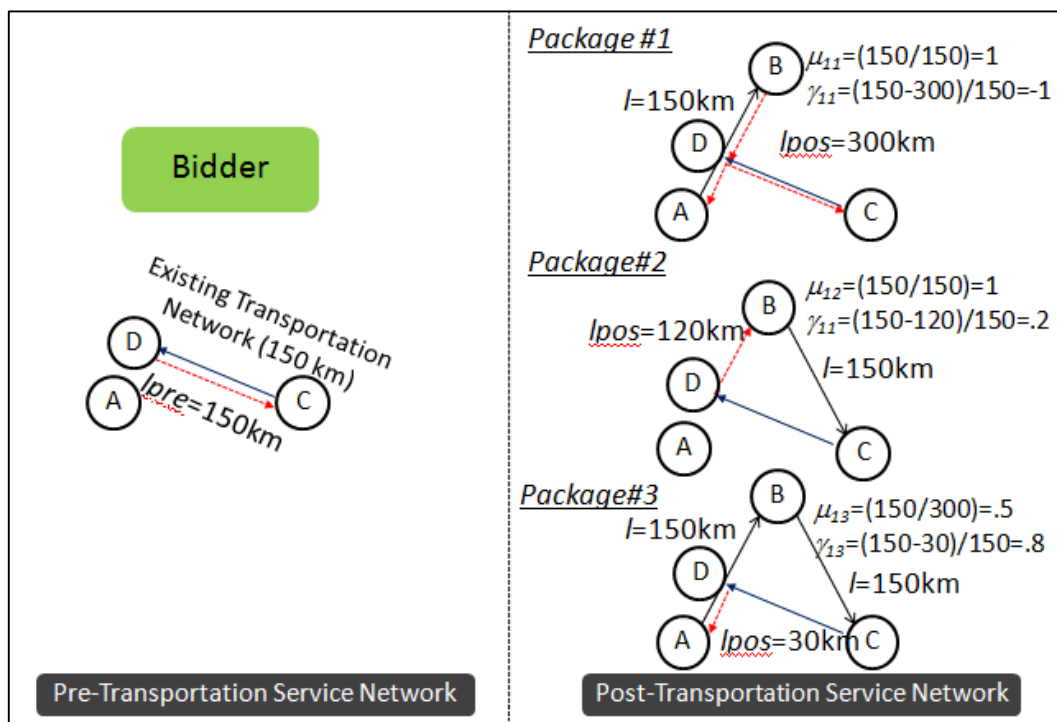 Bidder
Existing Transportation
Network (150 km)
D
A
C
lpre=150km
Pre-Transportation Service Network
Package #1
B
μ11=(150/150)=1
γ11=(150-300)/150=-1
l=150km
D
lpos=300km
A
C
Package#2
B
μ12=(150/150)=1
γ11=(150-120)/150=.2
lpos=120km
l=150km
D
A
C
Package#3
B
μ13=(150/300)=.5
γ13=(150-30)/150=.8
l=150km
D
l=150km
A
lpos=30km
C
Post-Transportation Service Network